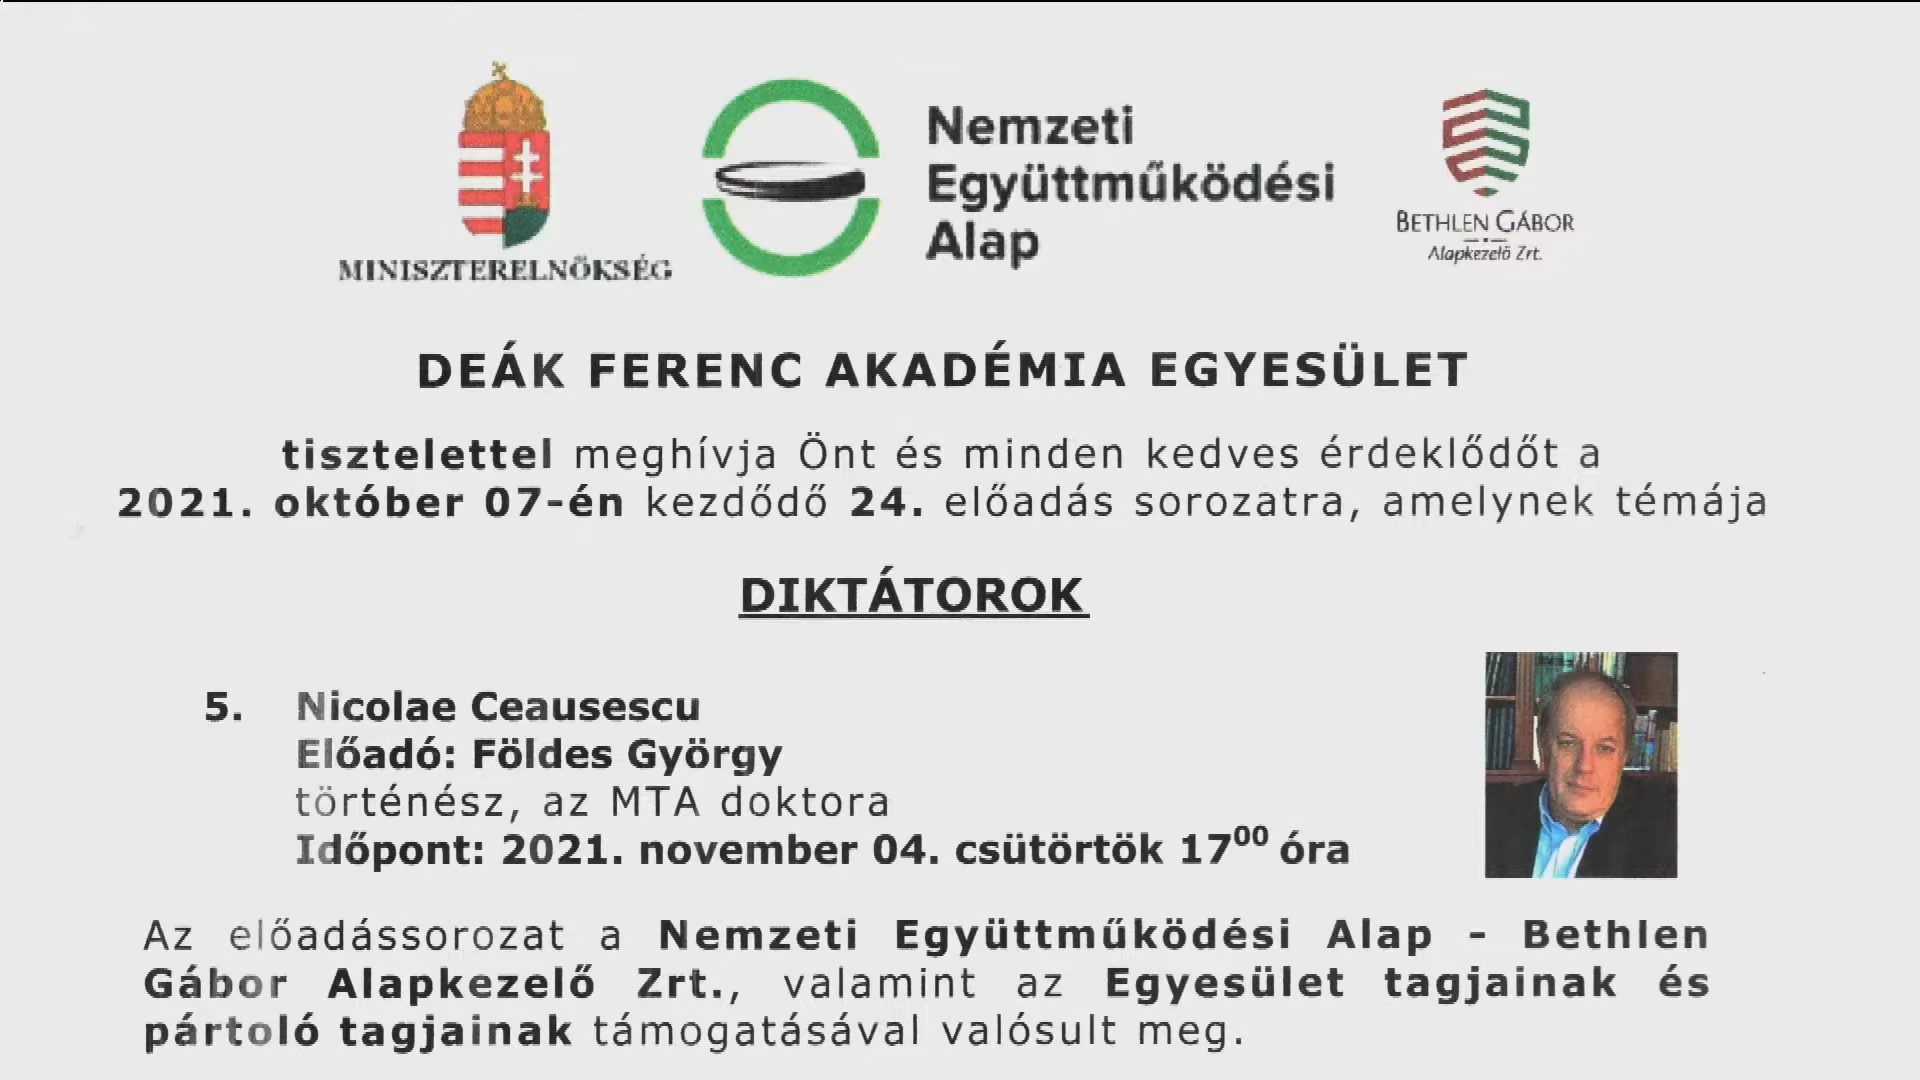 MINISZTERELNÖKSÉG
Nemzeti
Együttműködési
Alap
BETHLEN GÁBOR
Alapkezelő Zrt.
DEÁK FERENC AKADÉMIA EGYESÜLET
tisztelettel meghívja Önt és minden kedves érdeklődőt a
2021. október 07-én kezdődő 24. előadás sorozatra, amelynek témája
DIKTÁTOROK
5. Nicolae Ceausescu
Előadó: Földes György
történész, az MTA doktora
Időpont: 2021. november 04. csütörtök 17⁰⁰ óra
Az előadássorozat a Nemzeti Együttműködési Alap - Bethlen
Gábor Alapkezelő Zrt., valamint az Egyesület tagjainak és
pártoló tagjainak támogatásával valósult meg.